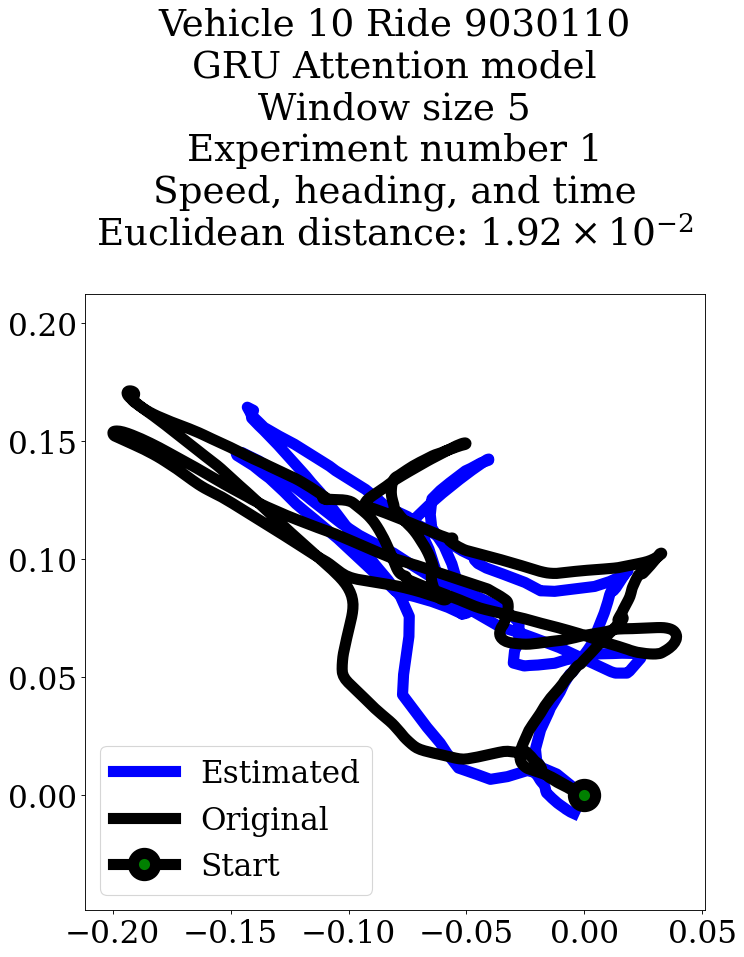 Vehicle 10 Ride 9030110
GRU Attention model
Window size 5
Experiment number 1
Speed, heading, and time
Euclidean distance: 1.92 × 10⁻²
0.20
0.15
0.10
0.05
0.00
Estimated
Original
Start
−0.20 −0.15 −0.10 −0.05 0.00 0.05